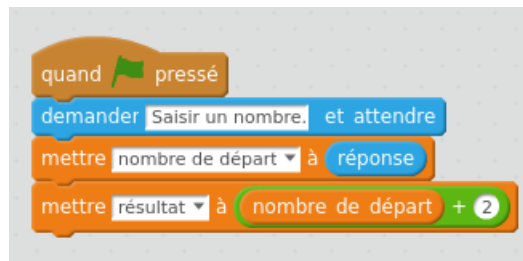 quand pressé
demander Saisir un nombre. et attendre
mettre nombre de départ à réponse
mettre résultat à nombre de départ + 2